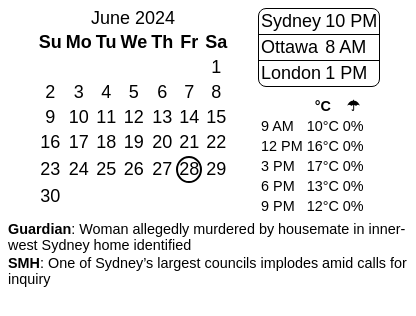 June 2024
Su Mo Tu We Th Fr Sa
1
2 3 4 5 6 7 8
9 10 11 12 13 14 15
16 17 18 19 20 21 22
23 24 25 26 27 28 29
30
Sydney 10 PM
Ottawa 8 AM
London 1 PM
°C ☂
9 AM 10°C 0%
12 PM 16°C 0%
3 PM 17°C 0%
6 PM 13°C 0%
9 PM 12°C 0%
Guardian: Woman allegedly murdered by housemate in inner-
west Sydney home identified
SMH: One of Sydney’s largest councils implodes amid calls for
inquiry